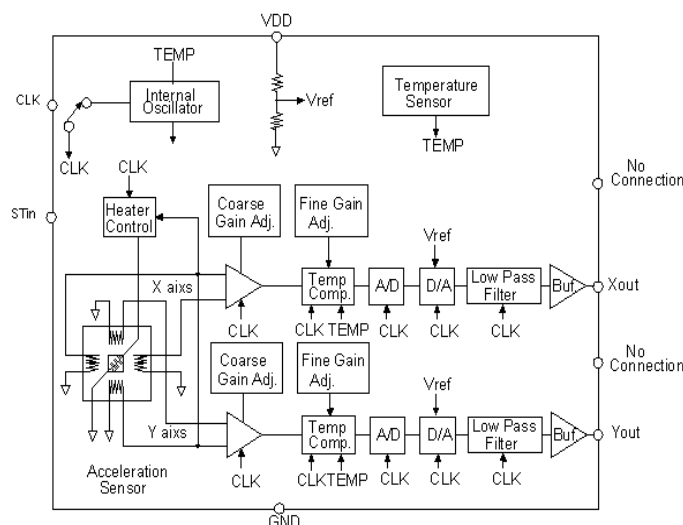 VDD
TEMP
CLK
Internal
Oscillator
Vref
Temperature
Sensor
TEMP
CLK
CLK
No
Connection
STin
Heater
Control
Coarse
Gain Adj.
Fine Gain
Adj.
Vref
X aixs
Temp
Comp.
A/D
D/A
Low Pass
Filter
Buf
Xout
CLK
CLK
TEMP
CLK
CLK
CLK
Coarse
Gain Adj.
Fine Gain
Adj.
No
Connection
Vref
Y aixs
Temp
Comp.
A/D
D/A
Low Pass
Filter
Buf
Yout
Acceleration
Sensor
CLK
CLK
TEMP
CLK
CLK
CLK
GND